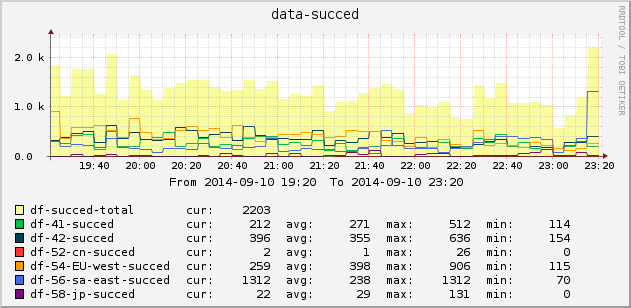 data-succed
RRDTOOL / TOBI OETIKER
2.0 k
1.0 k
0.0
19:40 20:00 20:20 20:40 21:00 21:20 21:40 22:00 22:20 22:40 23:00 23:20
From 2014-09-10 19:20 To 2014-09-10 23:20
df-succed-total cur: 2203
df-41-succed cur: 212 avg: 271 max: 512 min: 114
df-42-succed cur: 396 avg: 355 max: 636 min: 154
df-52-cn-succed cur: 2 avg: 1 max: 26 min: 0
df-54-EU-west-succed cur: 259 avg: 398 max: 906 min: 115
df-56-sa-east-succed cur: 1312 avg: 238 max: 1312 min: 70
df-58-jp-succed cur: 22 avg: 29 max: 131 min: 0